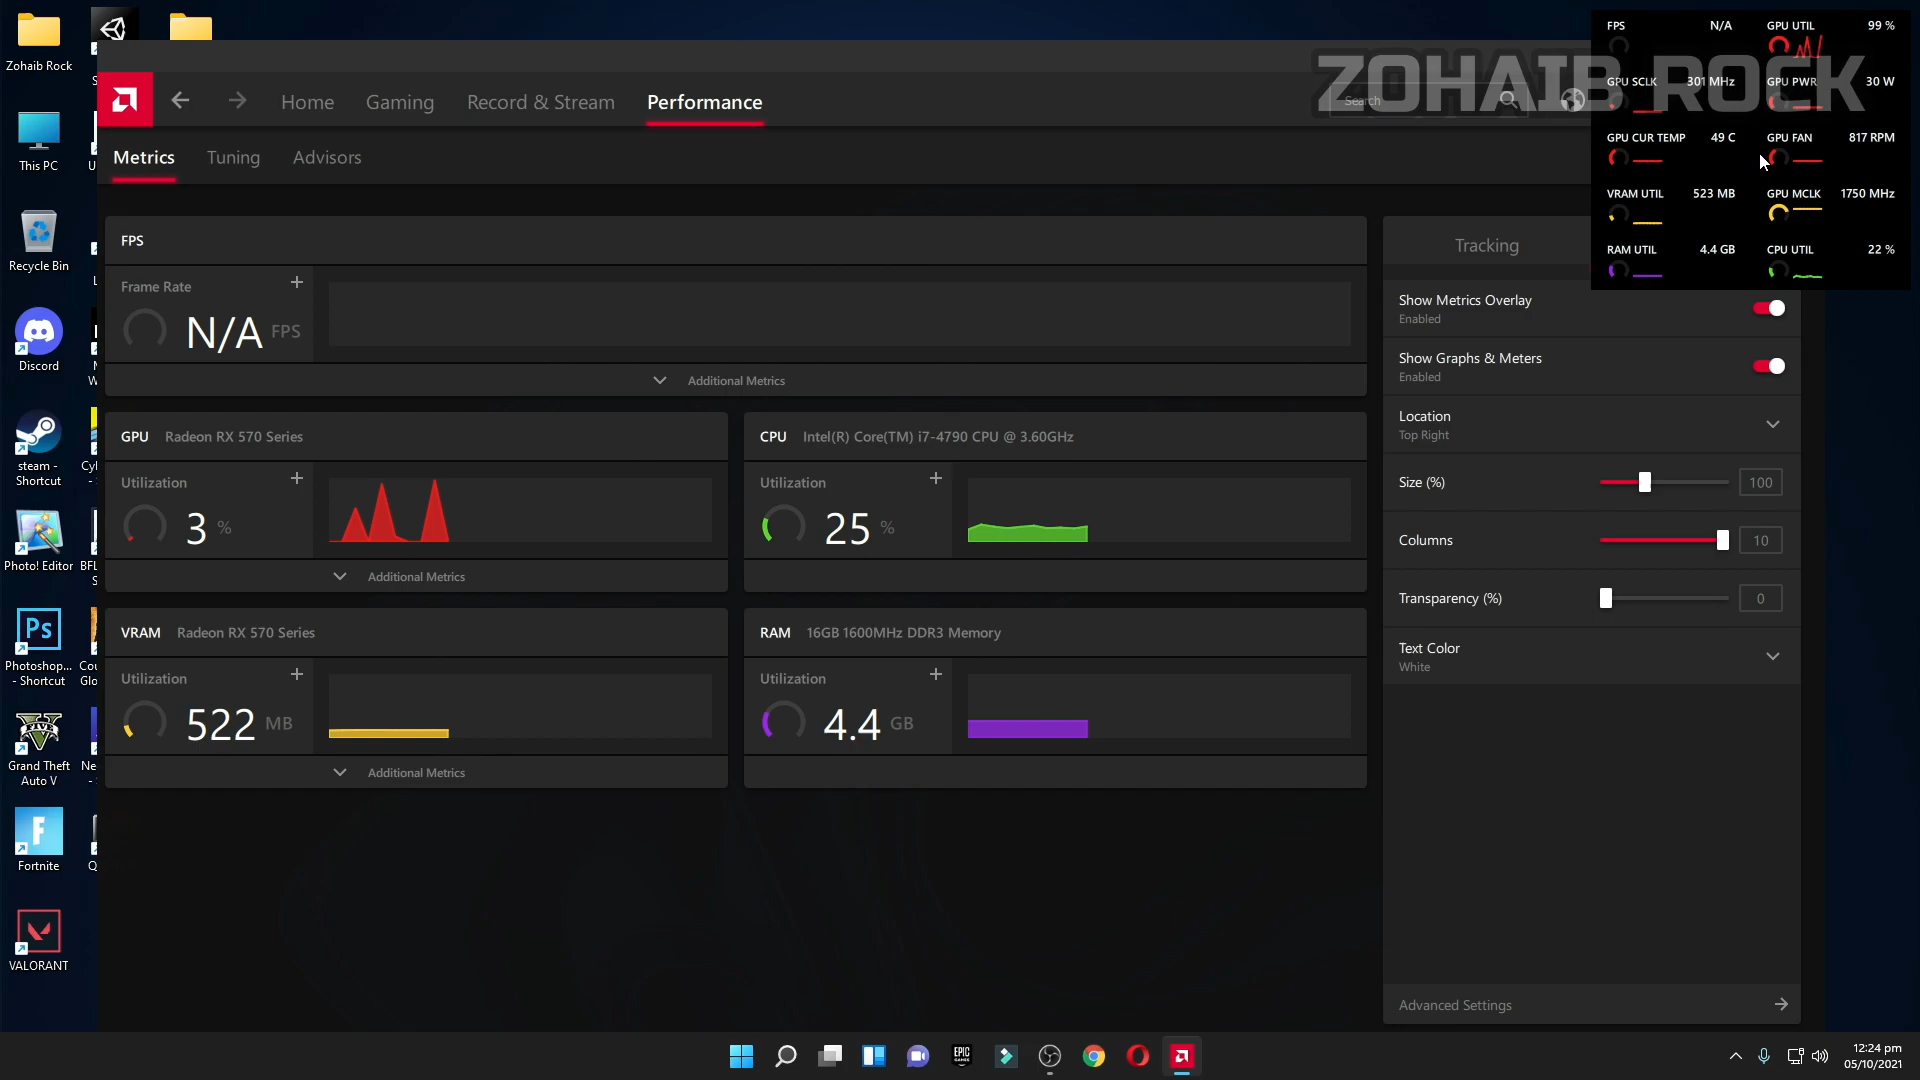 Zohaib Rock
This PC
Recycle Bin
Discord
steam -
Shortcut
Photo! Editor
Photoshop...
- Shortcut
Grand Theft
Auto V
Fortnite
VALORANT
Home
Gaming
Record & Stream
Performance
Search
ZOHAIB ROCK
Metrics
Tuning
Advisors
FPS
Frame Rate
N/A FPS
Additional Metrics
GPU Radeon RX 570 Series
Utilization
3 %
Additional Metrics
CPU Intel(R) Core(TM) i7-4790 CPU @ 3.60GHz
Utilization
25 %
VRAM Radeon RX 570 Series
Utilization
522 MB
Additional Metrics
RAM 16GB 1600MHz DDR3 Memory
Utilization
4.4 GB
FPS N/A
GPU UTIL 99 %
GPU SCLK 301 MHz
GPU PWR 30 W
GPU CUR TEMP 49 C
GPU FAN 817 RPM
VRAM UTIL 523 MB
GPU MCLK 1750 MHz
RAM UTIL 4.4 GB
CPU UTIL 22 %
Tracking
Show Metrics Overlay
Enabled
Show Graphs & Meters
Enabled
Location
Top Right
Size (%) 100
Columns 10
Transparency (%) 0
Text Color
White
Advanced Settings
Ps
FIVE
EPIC
GAMES
12:24 pm
05/10/2021